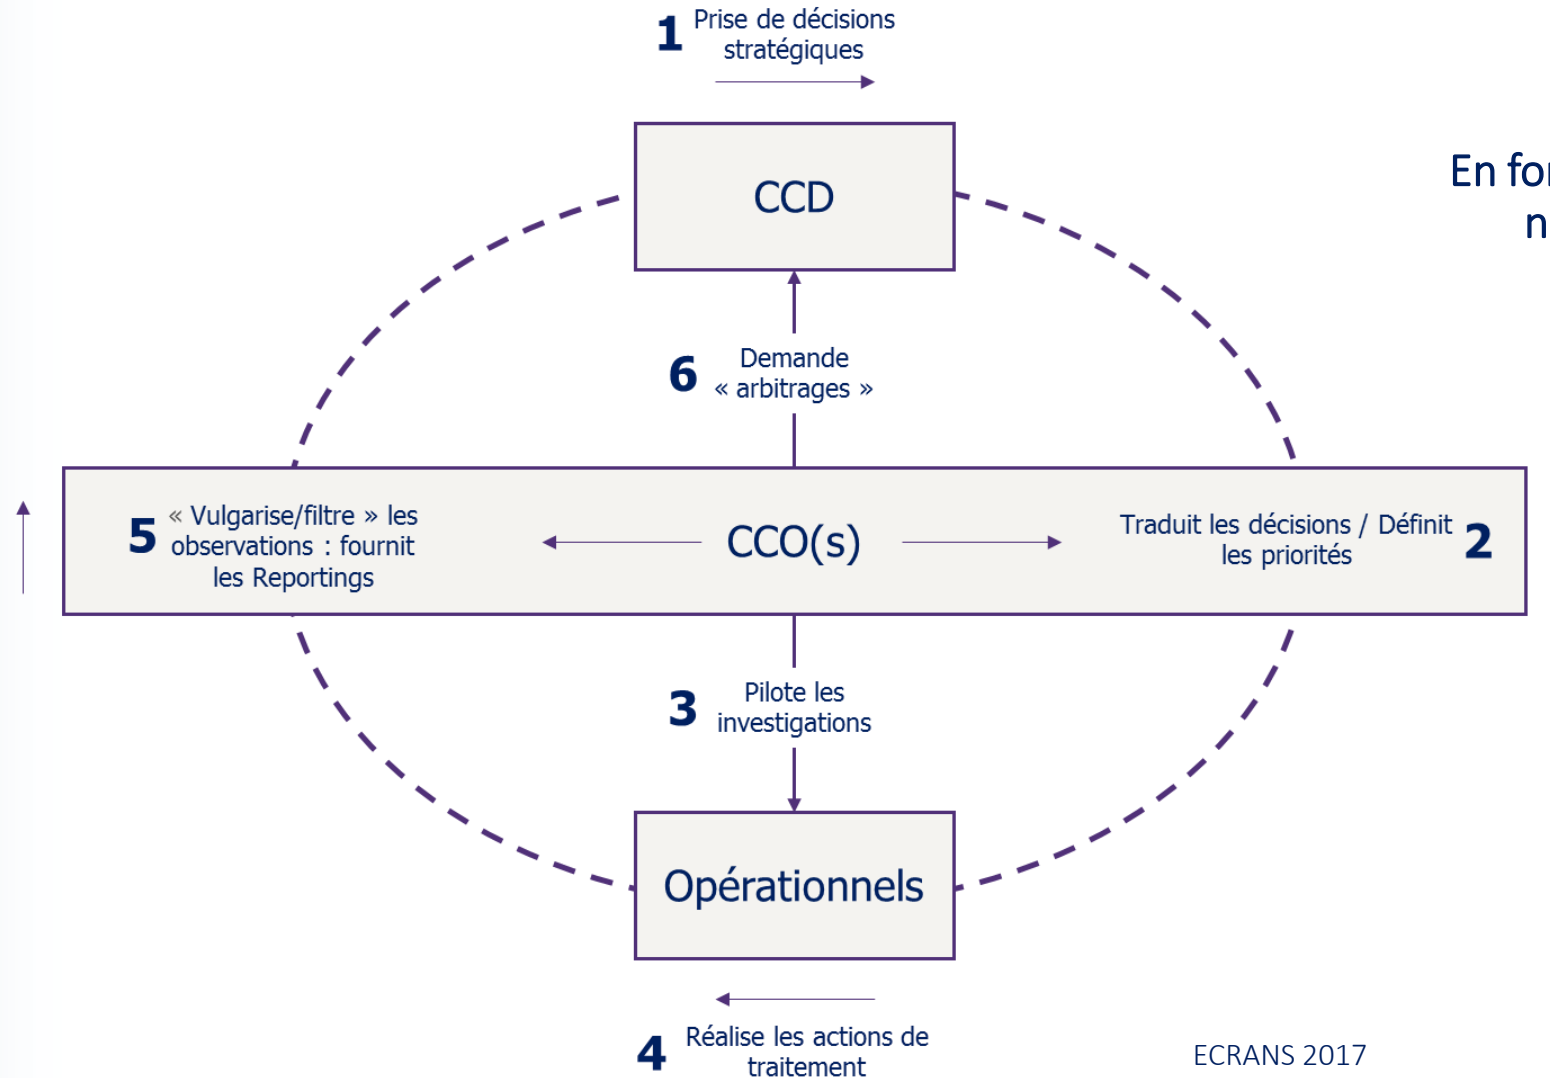 1
Prise de décisions
stratégiques
CCD
En for
n
6
Demande
« arbitrages »
5
« Vulgarise/filtre » les
observations : fournit
les Reportings
CCO(s)
Traduit les décisions / Définit
les priorités
2
3
Pilote les
investigations
Opérationnels
4
Réalise les actions de
traitement
ECRANS 2017